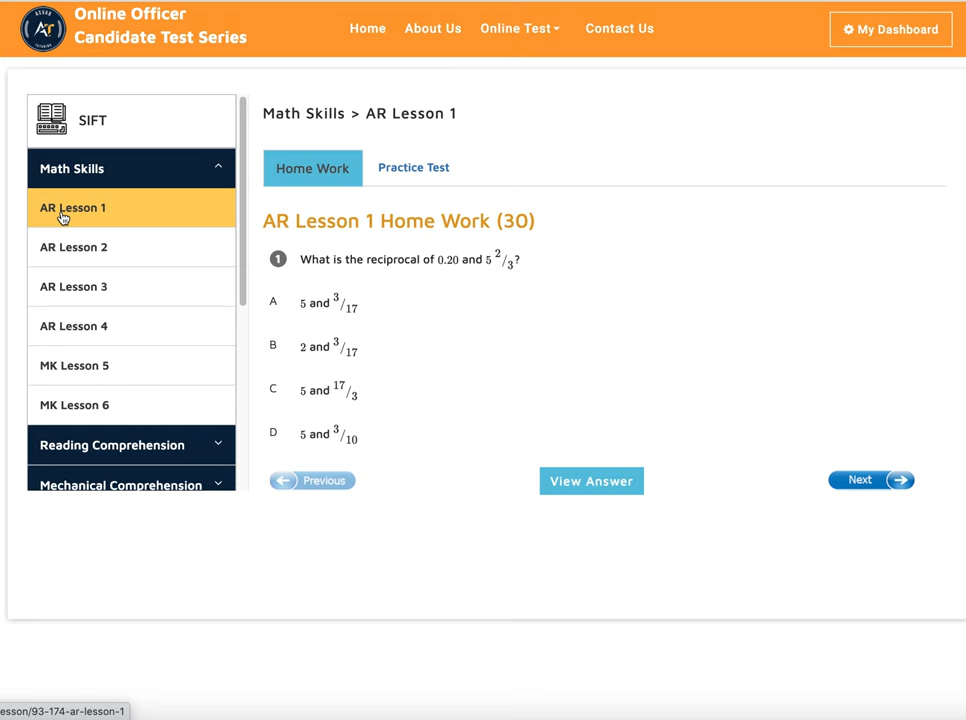 Online Officer
Candidate Test Series
Home About Us Online Test Contact Us
My Dashboard
SIFT
Math Skills
AR Lesson 1
AR Lesson 2
AR Lesson 3
AR Lesson 4
MK Lesson 5
MK Lesson 6
Reading Comprehension
Mechanical Comprehension
Math Skills > AR Lesson 1
Home Work Practice Test
AR Lesson 1 Home Work (30)
1 What is the reciprocal of 0.20 and 5 2/3?
A 5 and 3/17
B 2 and 3/17
C 5 and 17/3
D 5 and 3/10
Previous View Answer Next
esson/93-174-ar-lesson-1